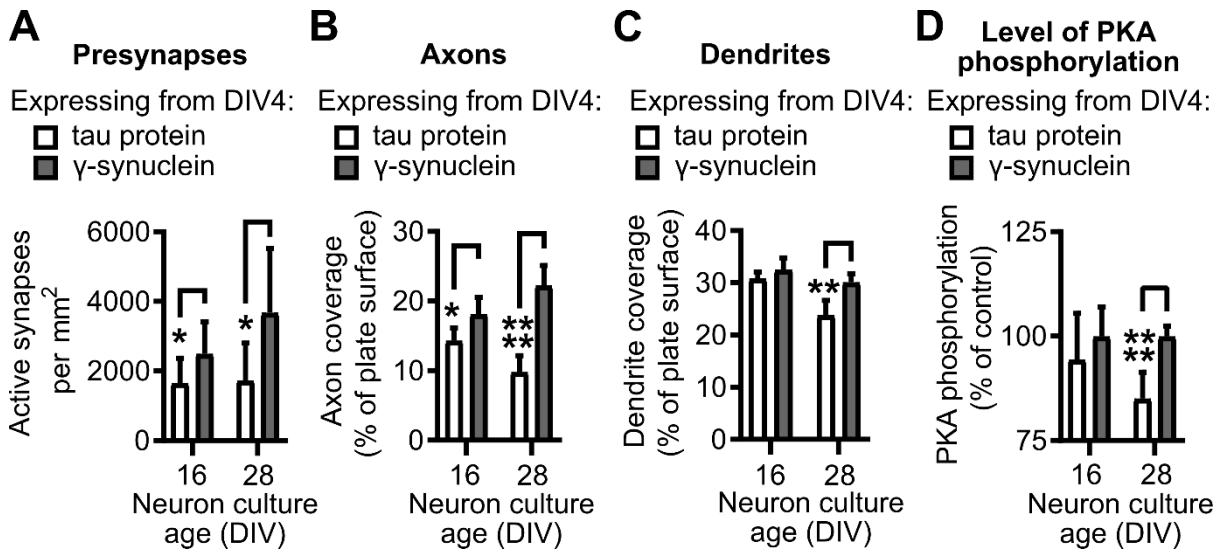 A
Presynapses
Expressing from DIV4:
tau protein
γ-synuclein
Active synapses
per mm²
6000
4000
2000
0
*
*
16
28
Neuron culture
age (DIV)
B
Axons
Expressing from DIV4:
tau protein
γ-synuclein
Axon coverage
(% of plate surface)
30
20
10
0
*
**
**
16
28
Neuron culture
age (DIV)
C
Dendrites
Expressing from DIV4:
tau protein
γ-synuclein
Dendrite coverage
(% of plate surface)
40
30
20
10
0
**
16
28
Neuron culture
age (DIV)
D
Level of PKA
phosphorylation
Expressing from DIV4:
tau protein
γ-synuclein
PKA phosphorylation
(% of control)
125
100
75
**
**
16
28
Neuron culture
age (DIV)